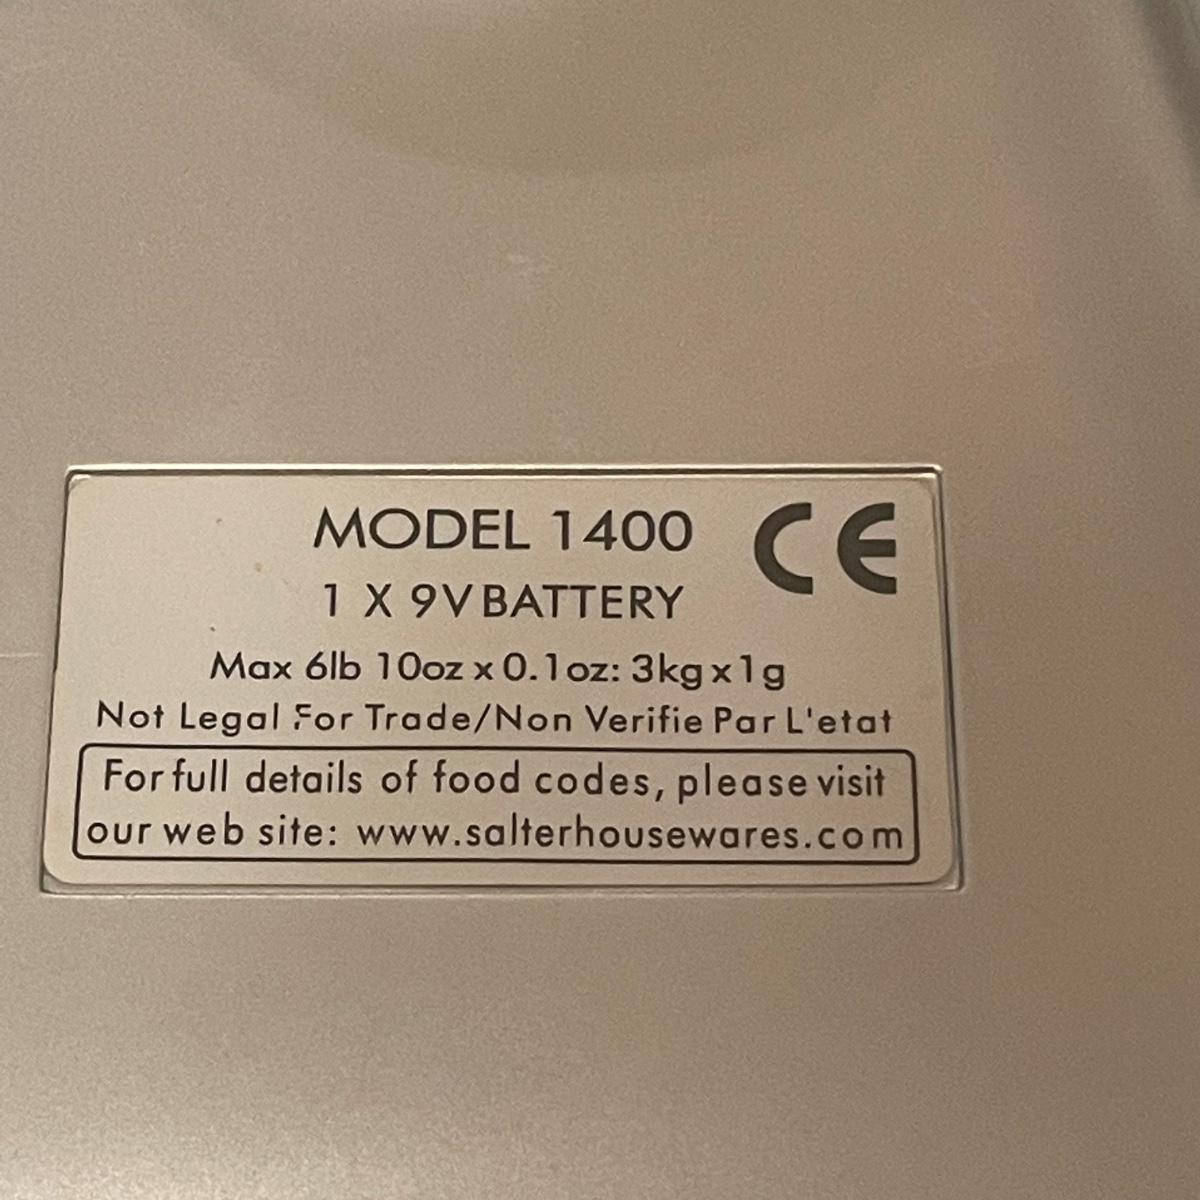 MODEL 1400 CE
1 X 9V BATTERY
Max 6lb 10oz x 0.1oz: 3kg x 1g
Not Legal For Trade/Non Verifie Par L'etat
For full details of food codes, please visit
our web site: www.salterhousewares.com